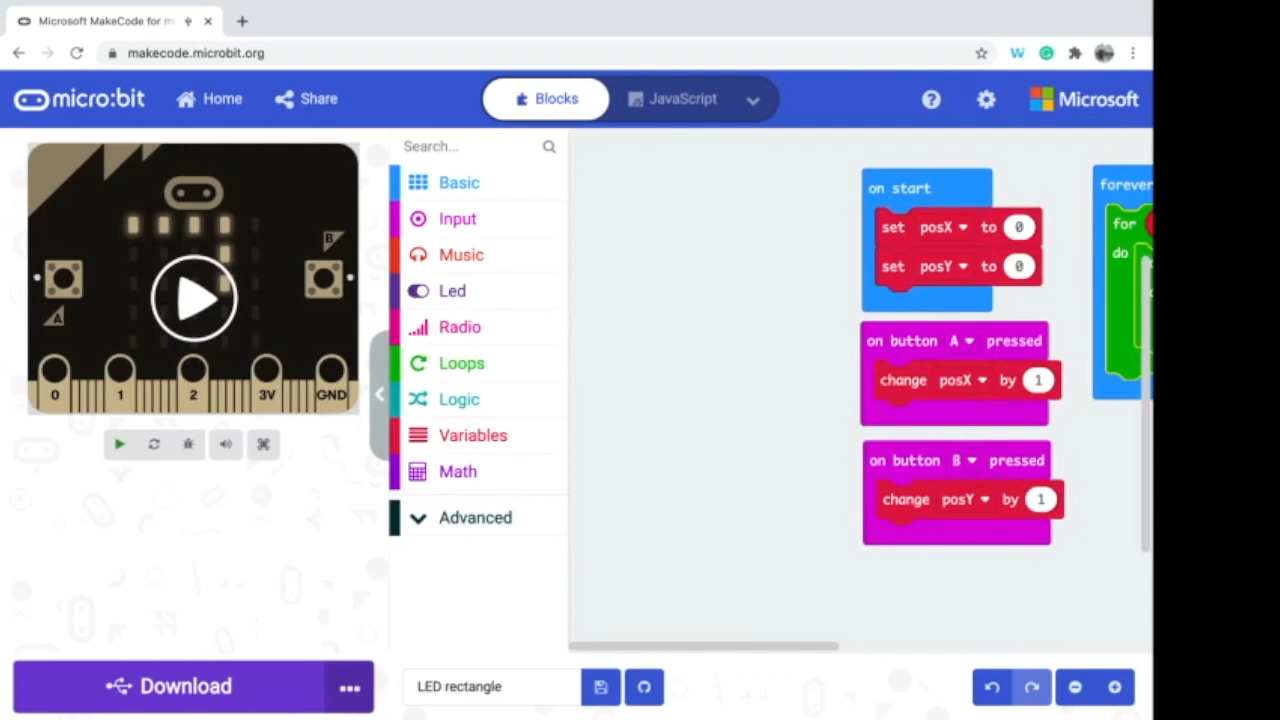 Microsoft MakeCode for m
makecode.microbit.org
W
micro:bit
Home
Share
Blocks
JavaScript
?
Microsoft
B
A
0 1 2 3V GND
Search...
Basic
Input
Music
Led
Radio
Loops
Logic
Variables
Math
Advanced
on start
set posX to 0
set posY to 0
on button A pressed
change posX by 1
on button B pressed
change posY by 1
forever
for
do
Download
LED rectangle